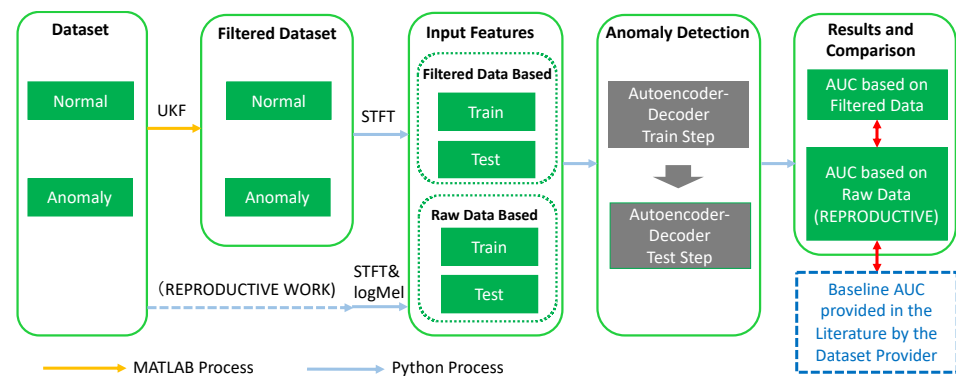 Dataset
Normal
Anomaly
UKF
Filtered Dataset
Normal
Anomaly
STFT
(REPRODUCTIVE WORK)
STFT&
logMel
Input Features
Filtered Data Based
Train
Test
Raw Data Based
Train
Test
Anomaly Detection
Autoencoder-
Decoder
Train Step
Autoencoder-
Decoder
Test Step
Results and
Comparison
AUC based on
Filtered Data
AUC based on
Raw Data
(REPRODUCTIVE)
Baseline AUC
provided in the
Literature by the
Dataset Provider
MATLAB Process
Python Process